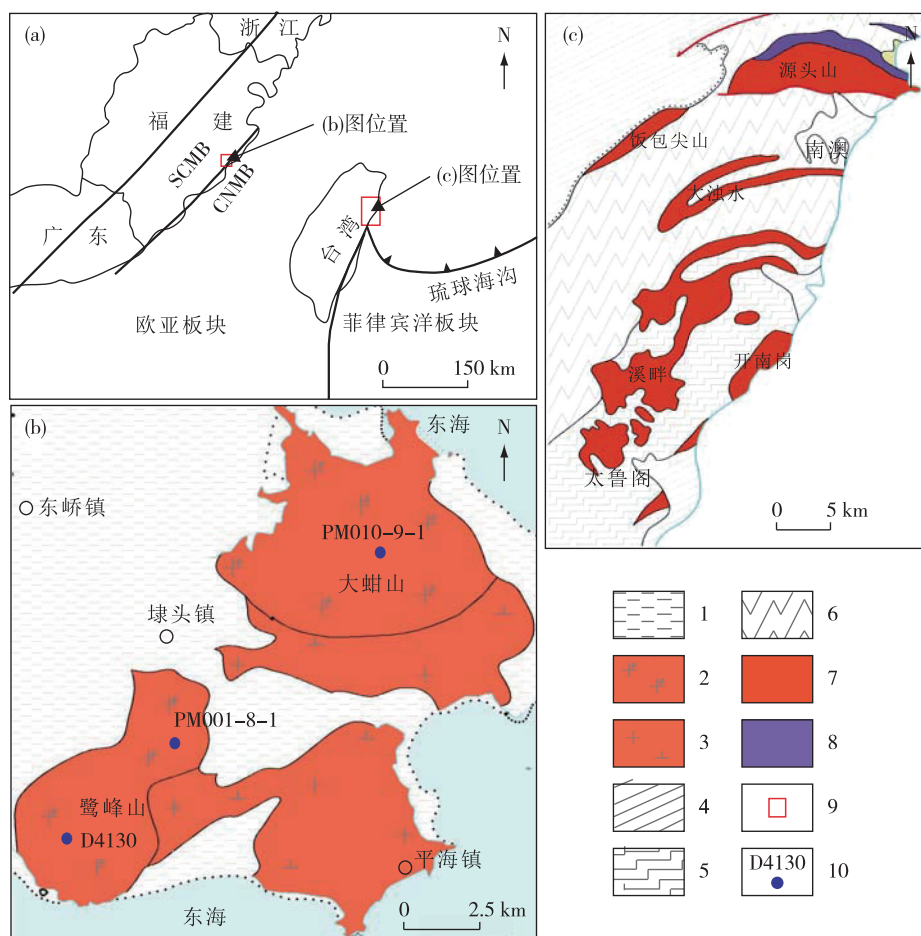 (a)
浙江
N
福建
SCMB
CNMB
(b)图位置
(c)图位置
广东
台湾
琉球海沟
欧亚板块
菲律宾洋板块
0 150 km
(b)
东海
N
东峤镇
PM010-9-1
大蚶山
埭头镇
PM001-8-1
鹭峰山
D4130
平海镇
东海
0 2.5 km
(c)
N
源头山
饭包尖山
南澳
大浊水
开南岗
溪畔
太鲁阁
0 5 km
1
6
2
7
3
8
4
9
5
D4130
10